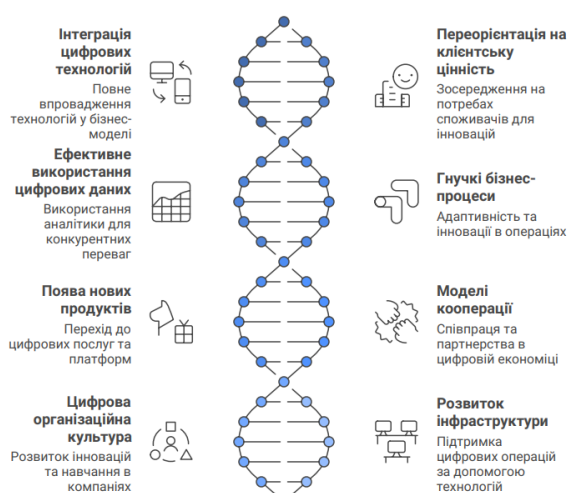 Інтеграція
цифрових
технологій
Повне
впровадження
технологій у бізнес-
моделі
Переорієнтація на
клієнтську
цінність
Зосередження на
потребах
споживачів для
інновацій
Ефективне
використання
цифрових даних
Використання
аналітики для
конкурентних
переваг
Гнучкі бізнес-
процеси
Адаптивність та
інновації в операціях
Поява нових
продуктів
Перехід до
цифрових послуг та
платформ
Моделі
кооперації
Співпраця та
партнерства в
цифровій економіці
Цифрова
організаційна
культура
Розвиток інновацій
та навчання в
компаніях
Розвиток
інфраструктури
Підтримка
цифрових операцій
за допомогою
технологій